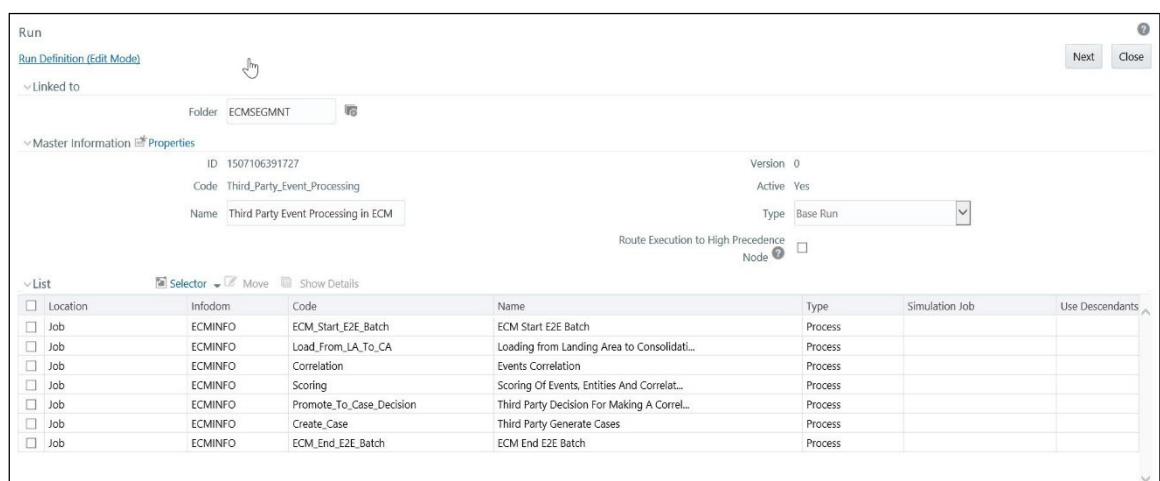 Run
Run Definition (Edit Mode)
Next Close
Linked to
Folder ECMSEGMNT
Master Information Properties
ID 1507106391727 Version 0
Code Third_Party_Event_Processing Active Yes
Name Third Party Event Processing in ECM Type Base Run
Route Execution to High Precedence
Node
List Selector Move Show Details
Location Infodom Code Name Type Simulation Job Use Descendants
Job ECMINFO ECM_Start_E2E_Batch ECM Start E2E Batch Process
Job ECMINFO Load_From_LA_To_CA Loading from Landing Area to Consolidati... Process
Job ECMINFO Correlation Events Correlation Process
Job ECMINFO Scoring Scoring Of Events, Entities And Correlat... Process
Job ECMINFO Promote_To_Case_Decision Third Party Decision For Making A Correl... Process
Job ECMINFO Create_Case Third Party Generate Cases Process
Job ECMINFO ECM_End_E2E_Batch ECM End E2E Batch Process